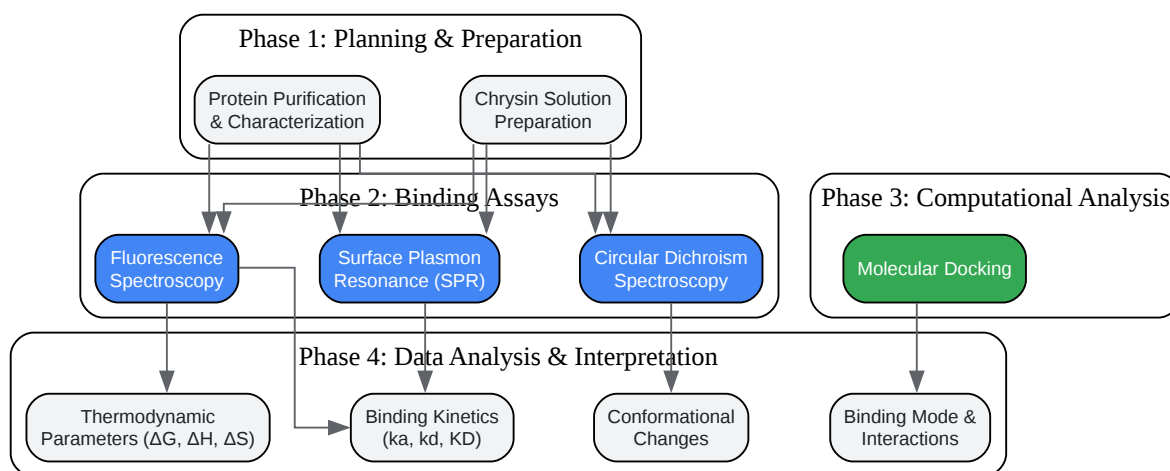 Phase 1: Planning & Preparation
Protein Purification
& Characterization
Chrysin Solution
Preparation
Phase 2: Binding Assays
Phase 3: Computational Analysis
Fluorescence
Spectroscopy
Surface Plasmon
Resonance (SPR)
Circular Dichroism
Spectroscopy
Molecular Docking
Phase 4: Data Analysis & Interpretation
Thermodynamic
Parameters (ΔG, ΔH, ΔS)
Binding Kinetics
(ka, kd, KD)
Conformational
Changes
Binding Mode &
Interactions